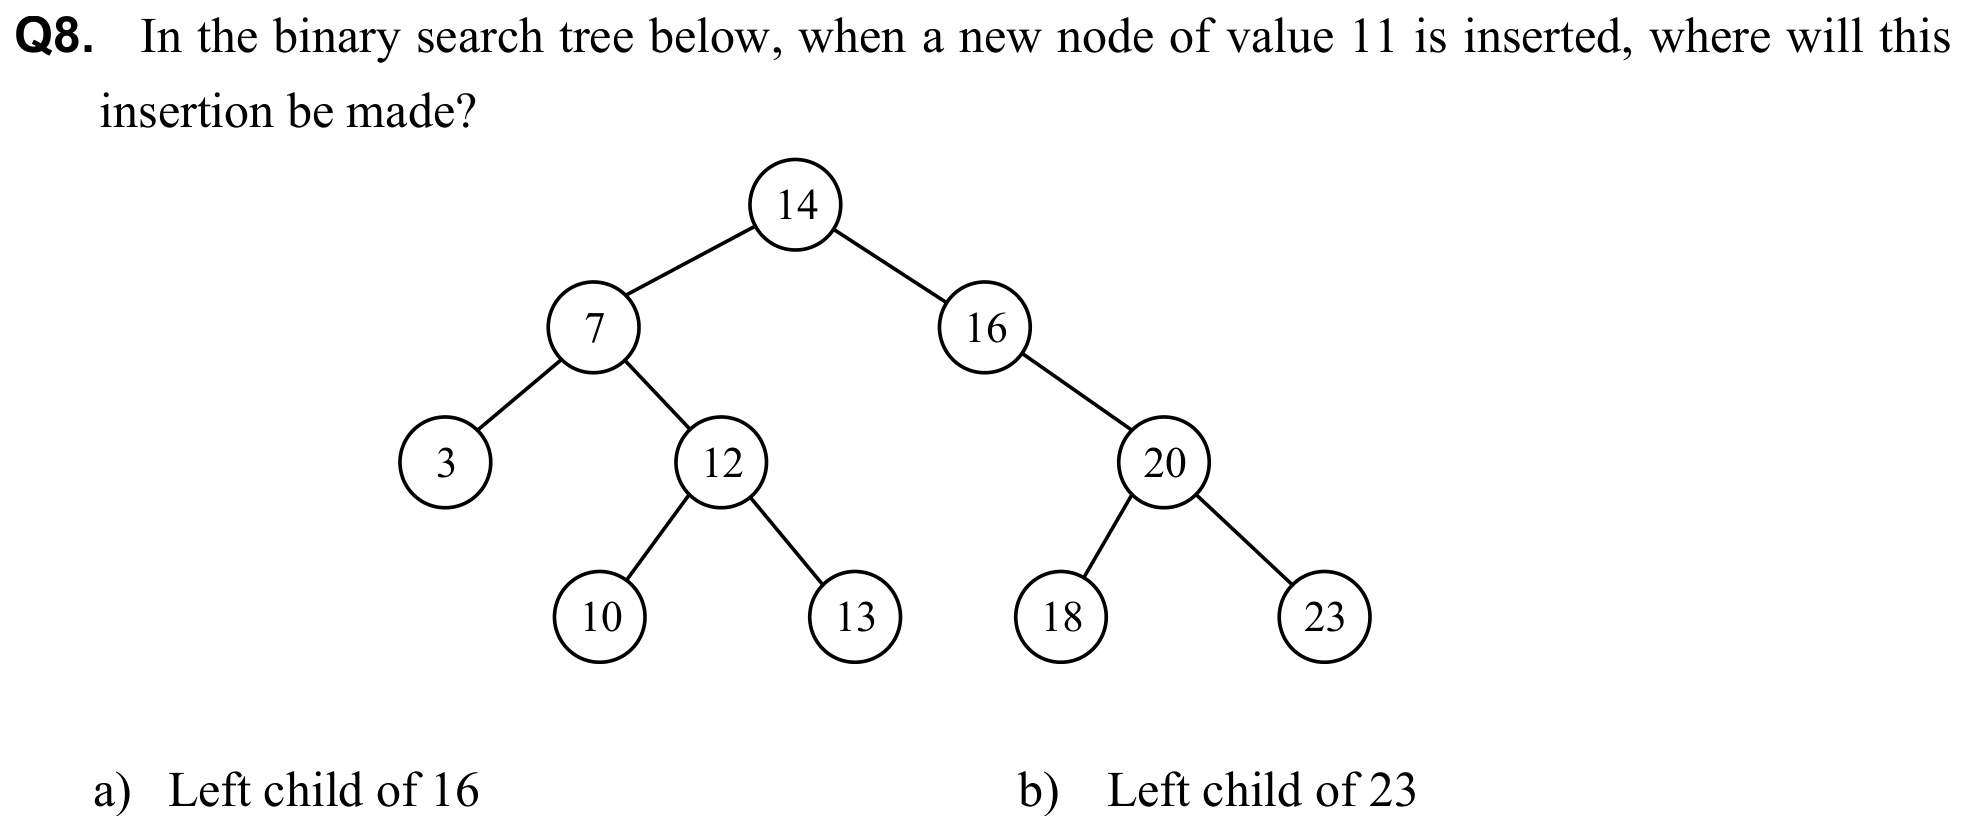 Q8. In the binary search tree below, when a new node of value 11 is inserted, where will this
insertion be made?
14
7
16
3
12
20
10
13
18
23
a) Left child of 16
b) Left child of 23